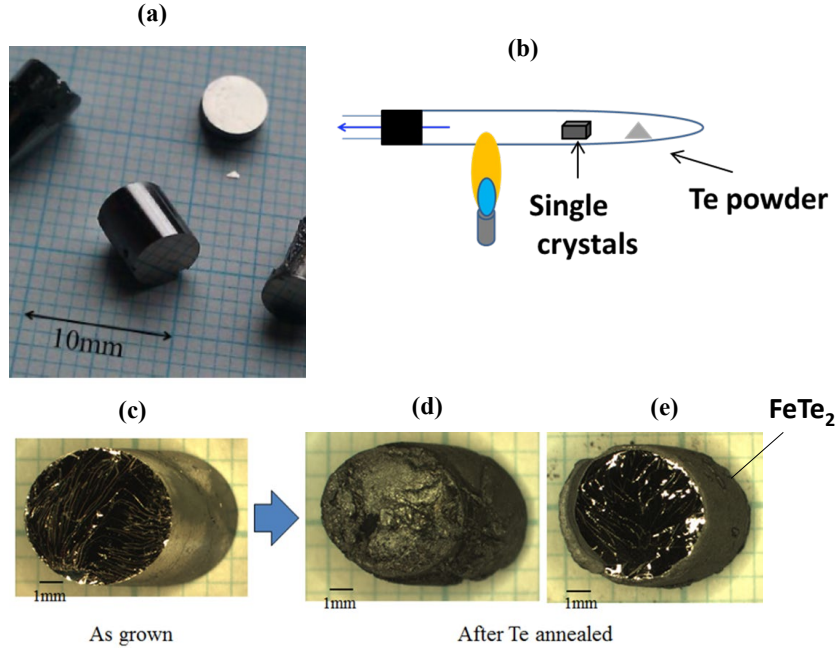 (a)
(b)
10mm
Single
crystals
Te powder
(c)
(d)
(e)
FeTe₂
1mm
1mm
1mm
As grown
After Te annealed